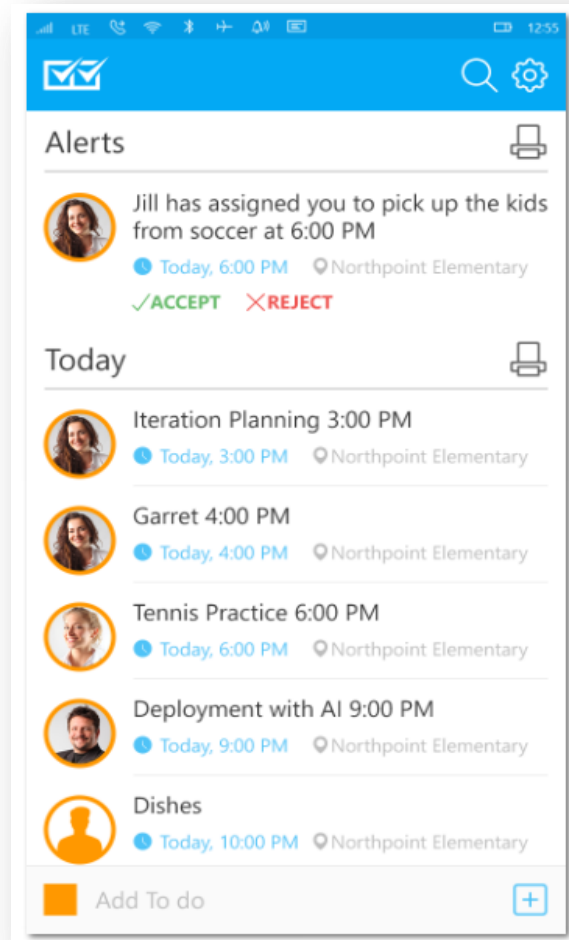 LTE 12:55
Alerts
Jill has assigned you to pick up the kids
from soccer at 6:00 PM
Today, 6:00 PM Northpoint Elementary
ACCEPT REJECT
Today
Iteration Planning 3:00 PM
Today, 3:00 PM Northpoint Elementary
Garret 4:00 PM
Today, 4:00 PM Northpoint Elementary
Tennis Practice 6:00 PM
Today, 6:00 PM Northpoint Elementary
Deployment with AI 9:00 PM
Today, 9:00 PM Northpoint Elementary
Dishes
Today, 10:00 PM Northpoint Elementary
Add To do